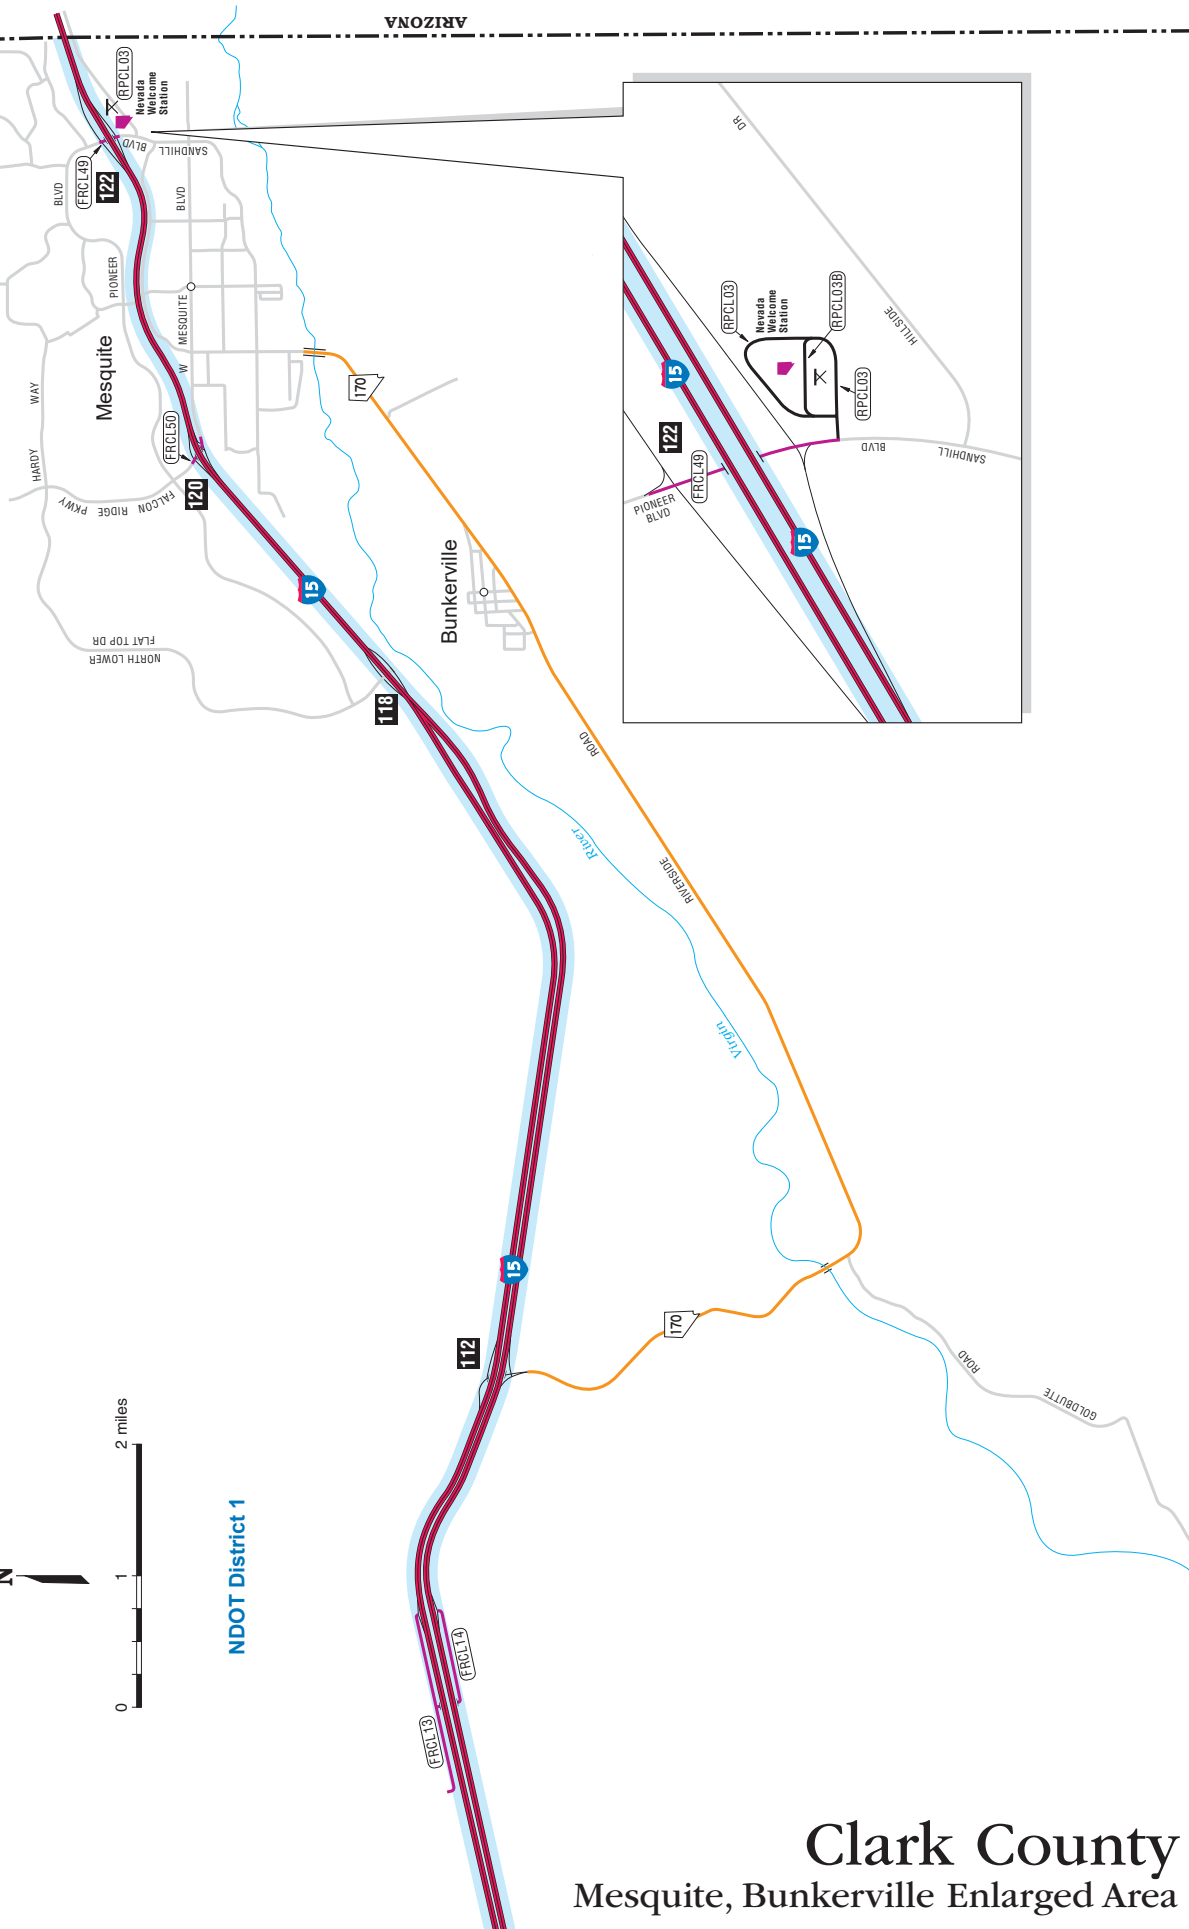 ARIZONA
RPCL03
Nevada
Welcome
Station
FRCL49
122
SANDHILL BLVD
BLVD
PIONEER
W MESQUITE BLVD
Mesquite
HARDY WAY
FRCL50
120
FALCON RIDGE PKWY
15
NORTH LOWER
FLAT TOP DR
118
170
Bunkerville
RIVERSIDE ROAD
Virgin River
15
112
170
GOLDBUTTE ROAD
HILLSIDE DR
RPCL03
Nevada
Welcome
Station
RPCL03B
RPCL03
15
122
FRCL49
PIONEER
BLVD
SANDHILL BLVD
15
N
0 1 2 miles
NDOT District 1
FRCL14
FRCL13
Clark County
Mesquite, Bunkerville Enlarged Area